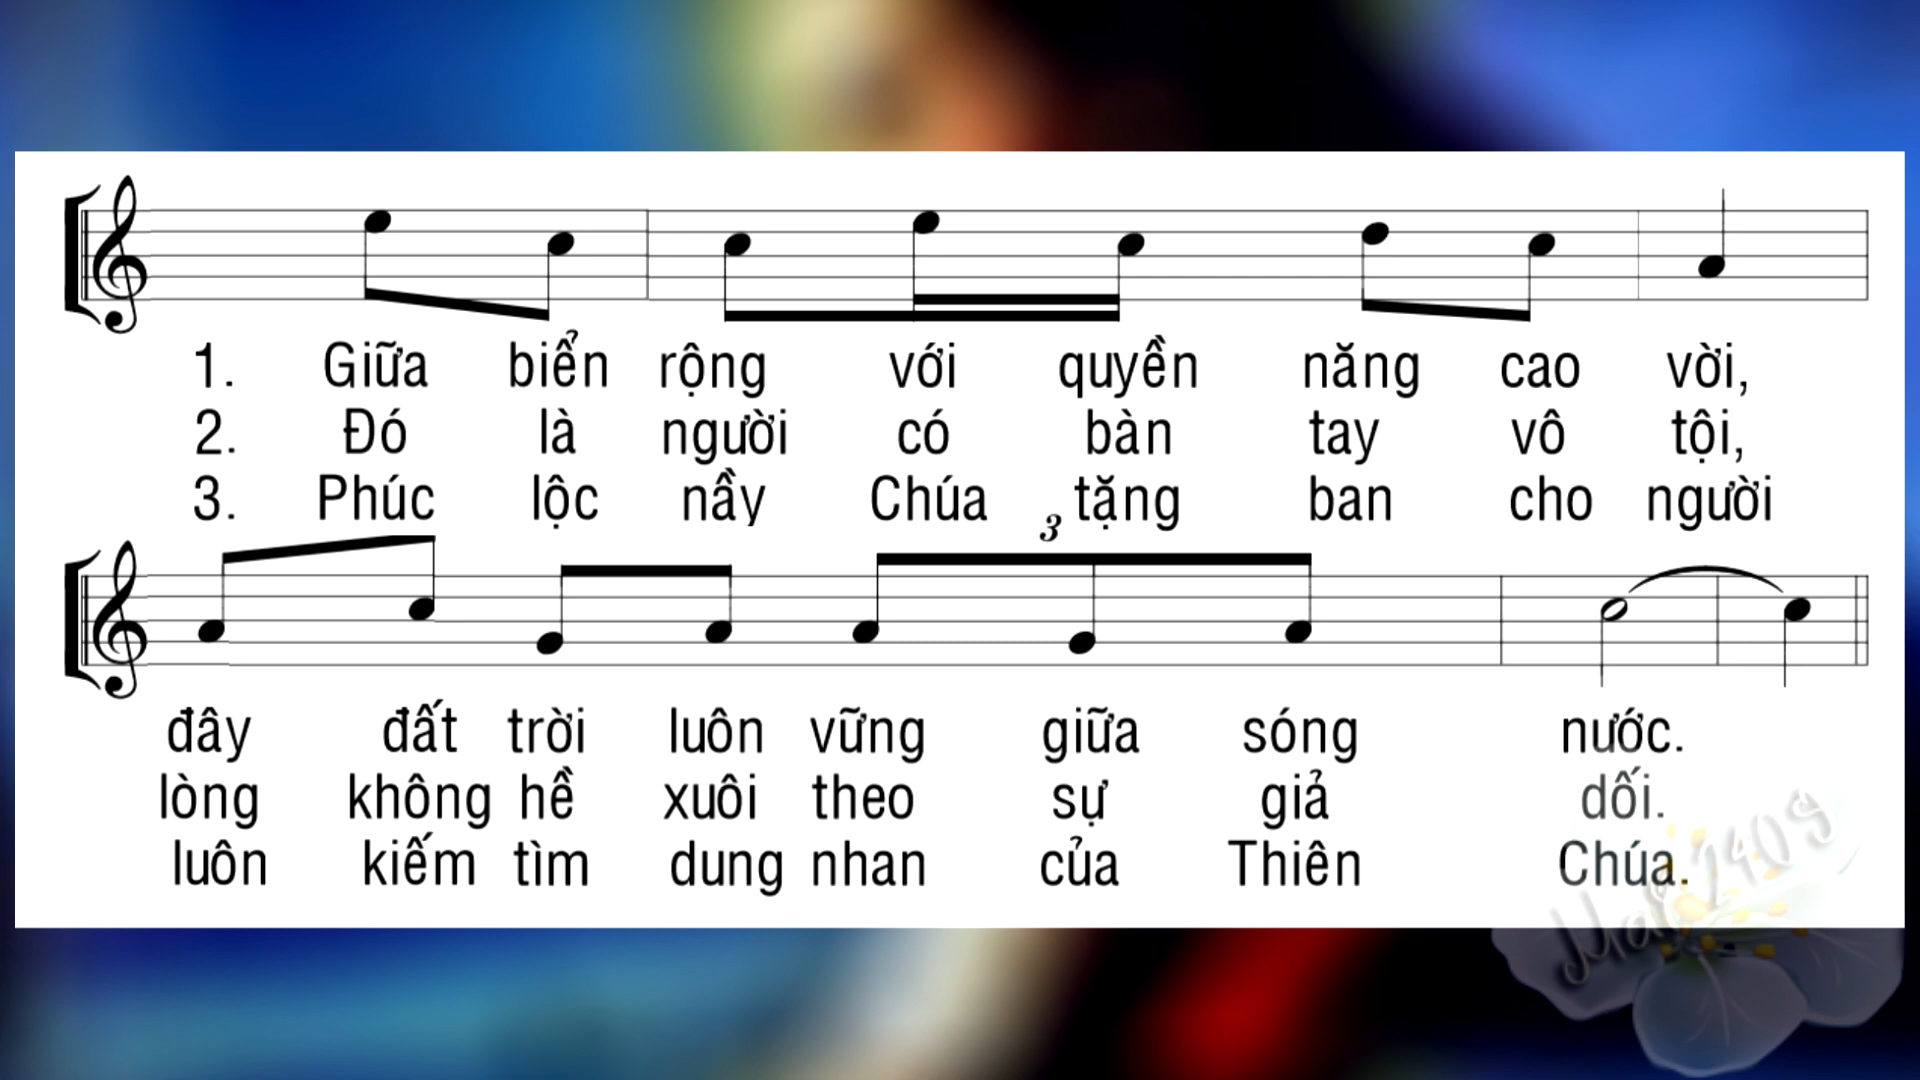 1. Giữa biển rộng với quyền năng cao vời,
2. Đó là người có bàn tay vô tội,
3. Phúc lộc nầy Chúa tặng ban cho người
3
đây đất trời luôn vững giữa sóng nước.
lòng không hề xuôi theo sự giả dối.
luôn kiếm tìm dung nhan của Thiên Chúa.
Mai2409